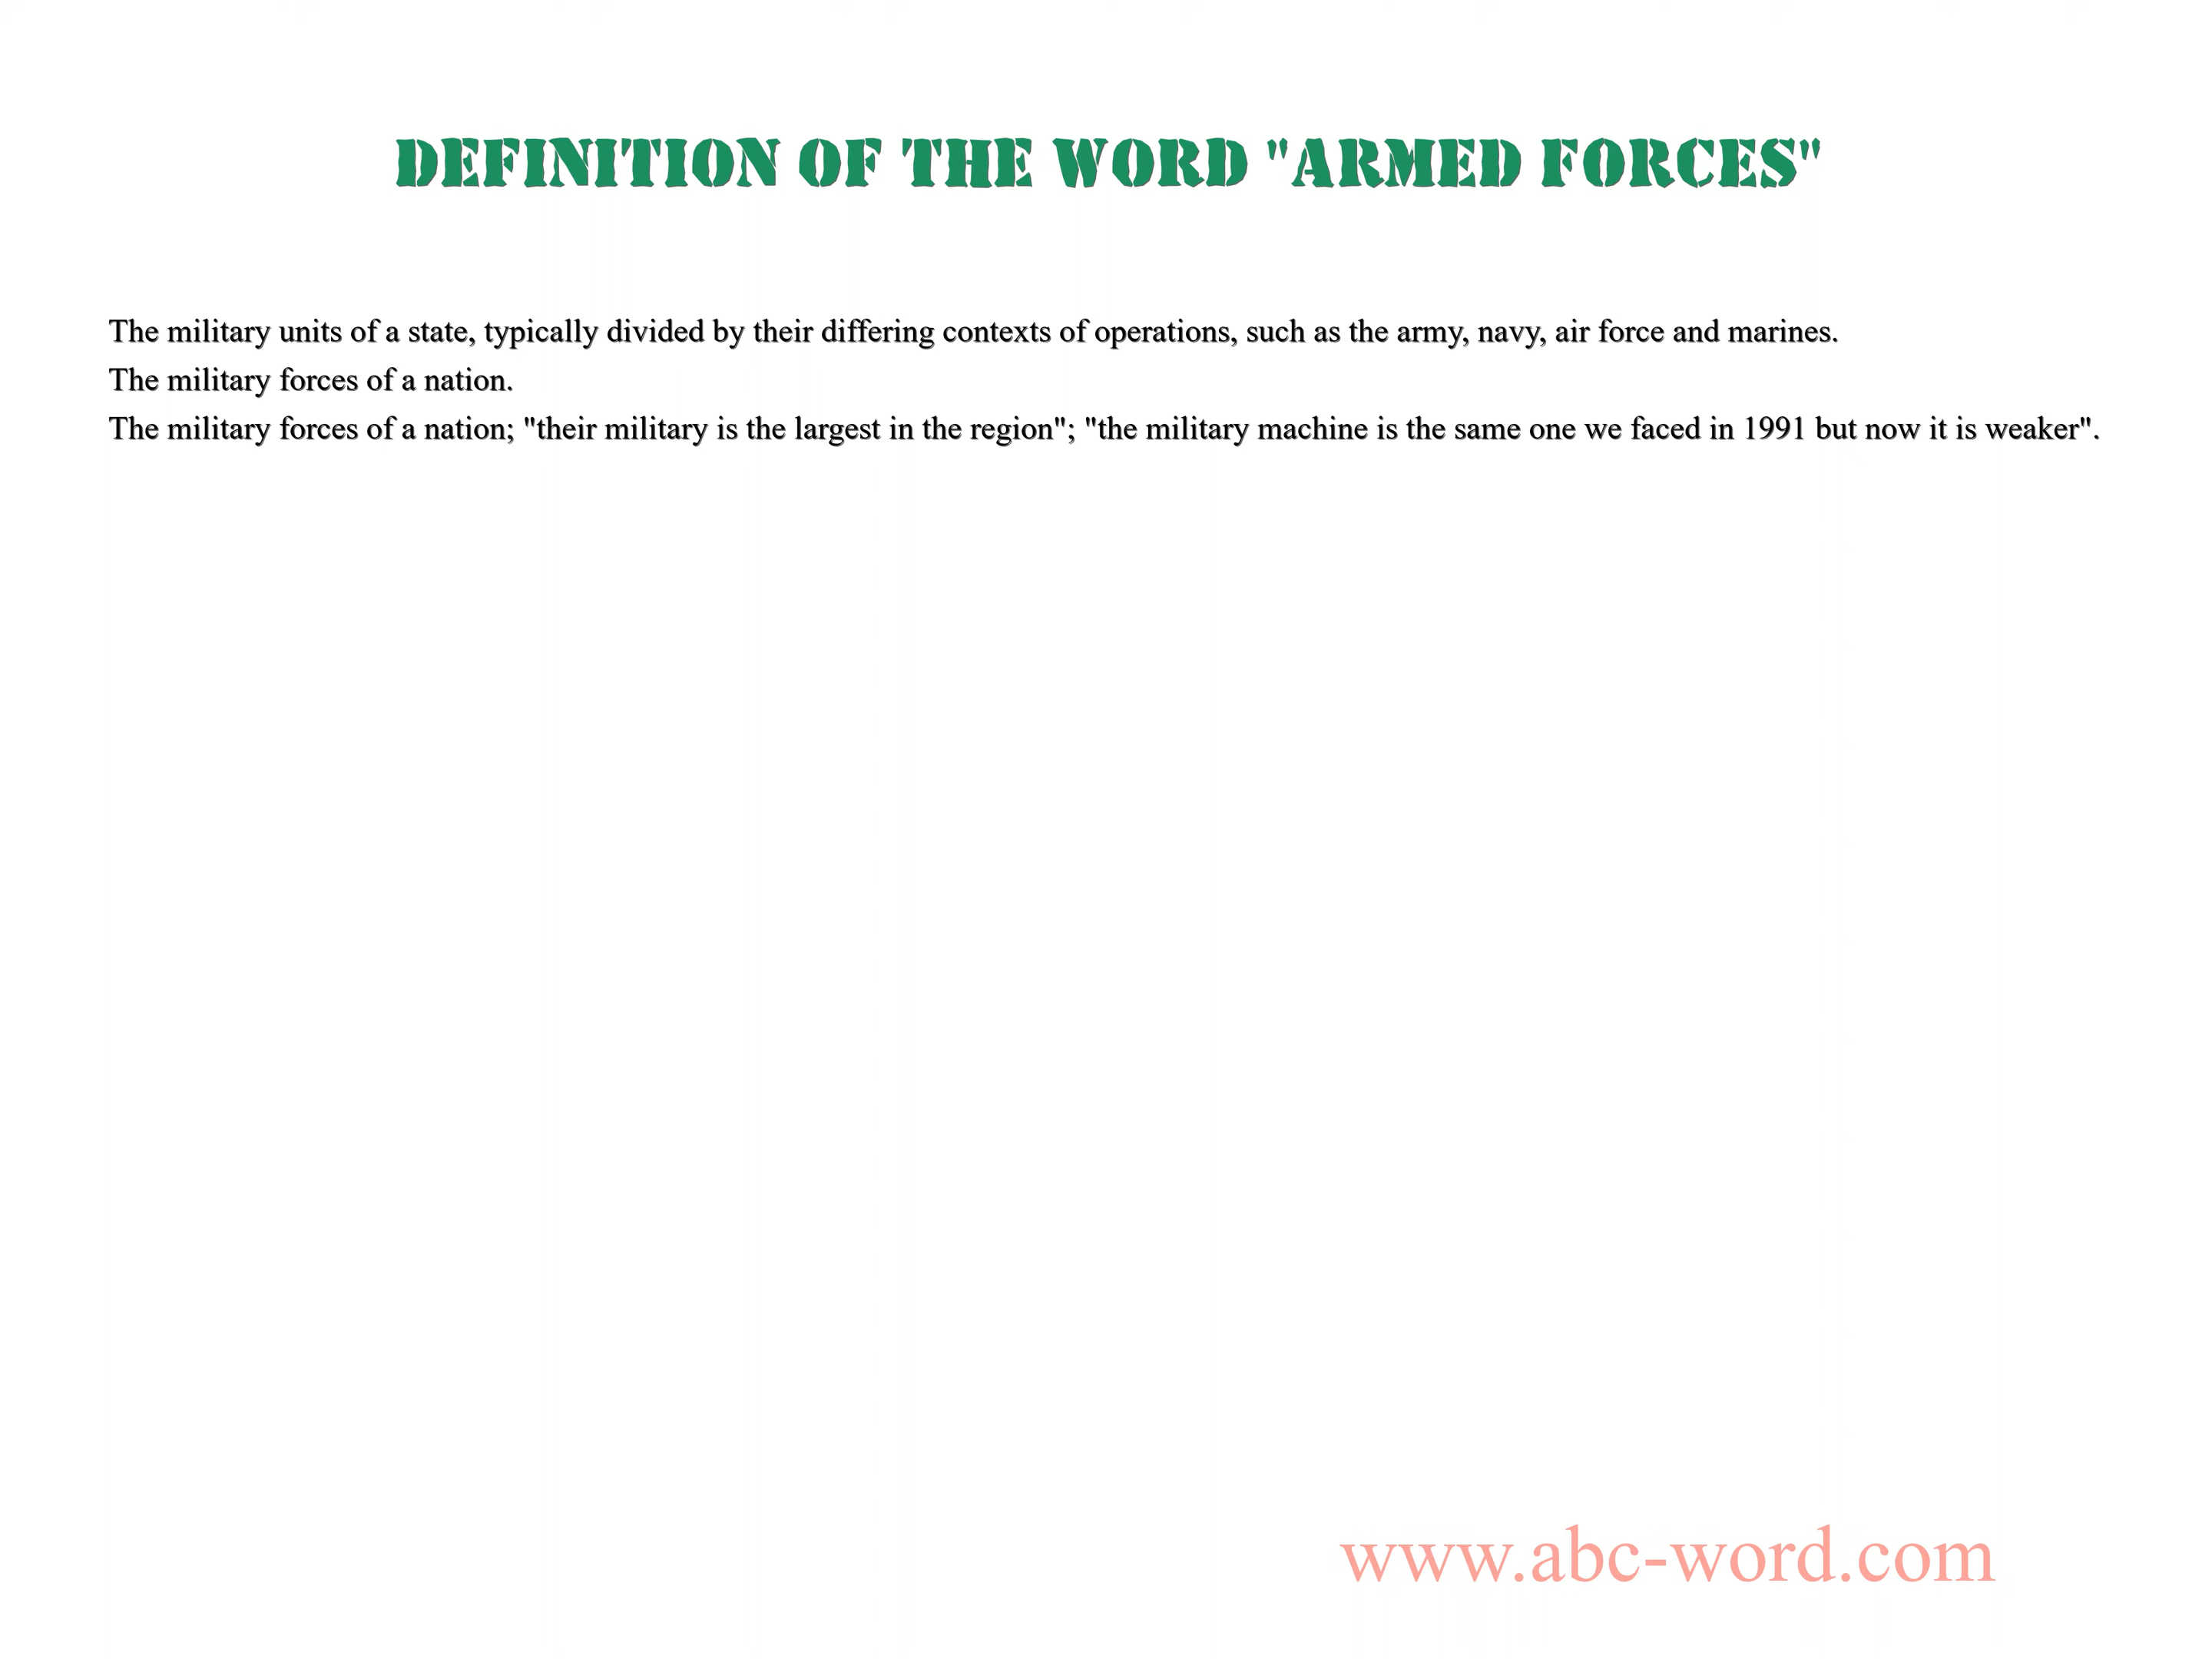 DEFINITION OF THE WORD "ARMED FORCES"
The military units of a state, typically divided by their differing contexts of operations, such as the army, navy, air force and marines.
The military forces of a nation.
The military forces of a nation; "their military is the largest in the region"; "the military machine is the same one we faced in 1991 but now it is weaker".
www.abc-word.com